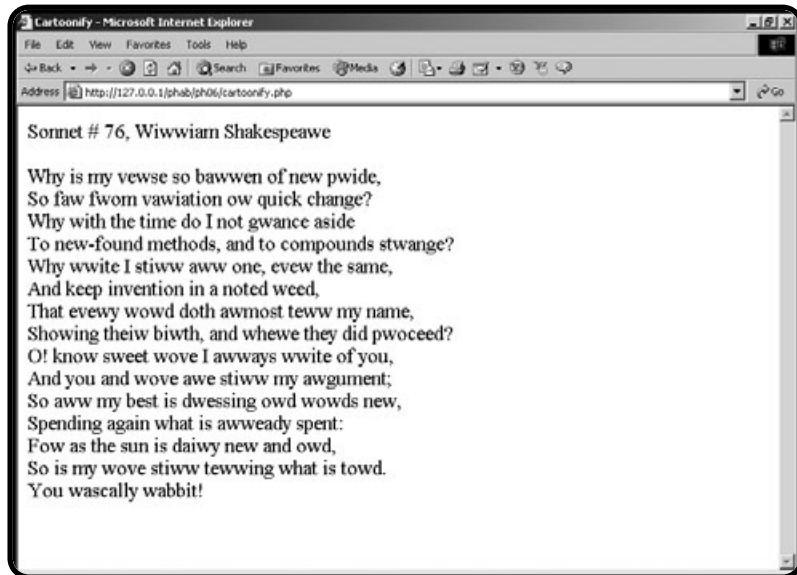 Cartoonify - Microsoft Internet Explorer
File Edit View Favorites Tools Help
Back Search Favorites Media
Address http://127.0.0.1/phab/ph06/cartoonify.php Go
Sonnet # 76, Wiwwiam Shakespeawe
Why is my vewse so bawwen of new pwide,
So faw fwom vawiation ow quick change?
Why with the time do I not gwance aside
To new-found methods, and to compounds stwange?
Why wwite I stiww aww one, evew the same,
And keep invention in a noted weed,
That evewy wowd doth awmost teww my name,
Showing theiw biwth, and whewe they did pwoceed?
O! know sweet wove I awways wwite of you,
And you and wove awe stiww my awgument;
So aww my best is dwessing owd wowds new,
Spending again what is awweady spent:
Fow as the sun is daiwy new and owd,
So is my wove stiww tewwing what is towd.
You wascally wabbit!